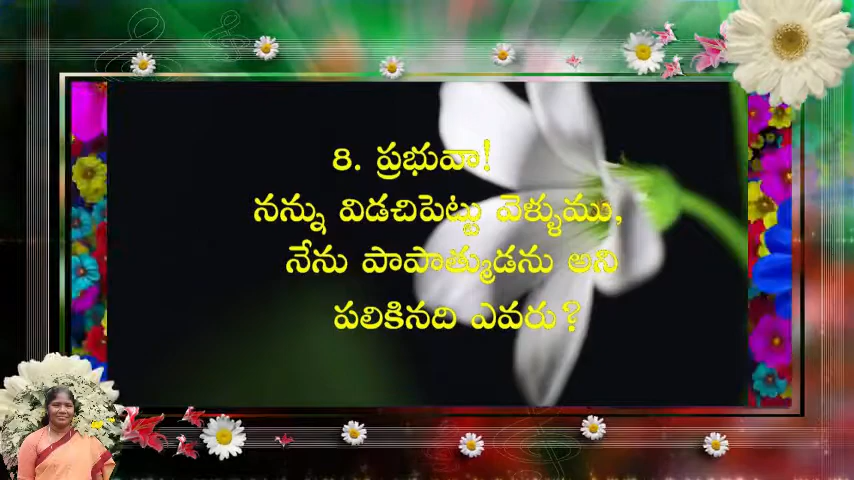 8. ప్రభువా!
నన్ను విడచిపెట్టు వెళ్ళుము,
నేను పాపాత్ముడను అని
పలికినది ఎవరు?